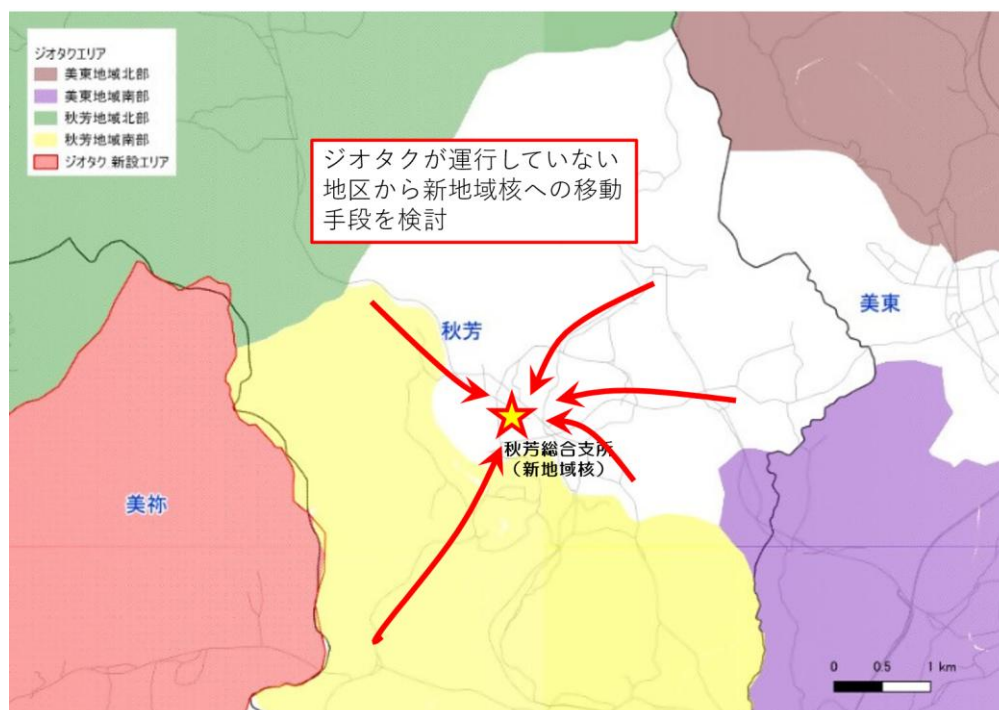 ジオタクエリア
美東地域北部
美東地域南部
秋芳地域北部
秋芳地域南部
ジオタク新設エリア
ジオタクが運行していない
地区から新地域核への移動
手段を検討
美東
秋芳
秋芳総合支所
（新地域核）
美祢
0 0.5 1 km